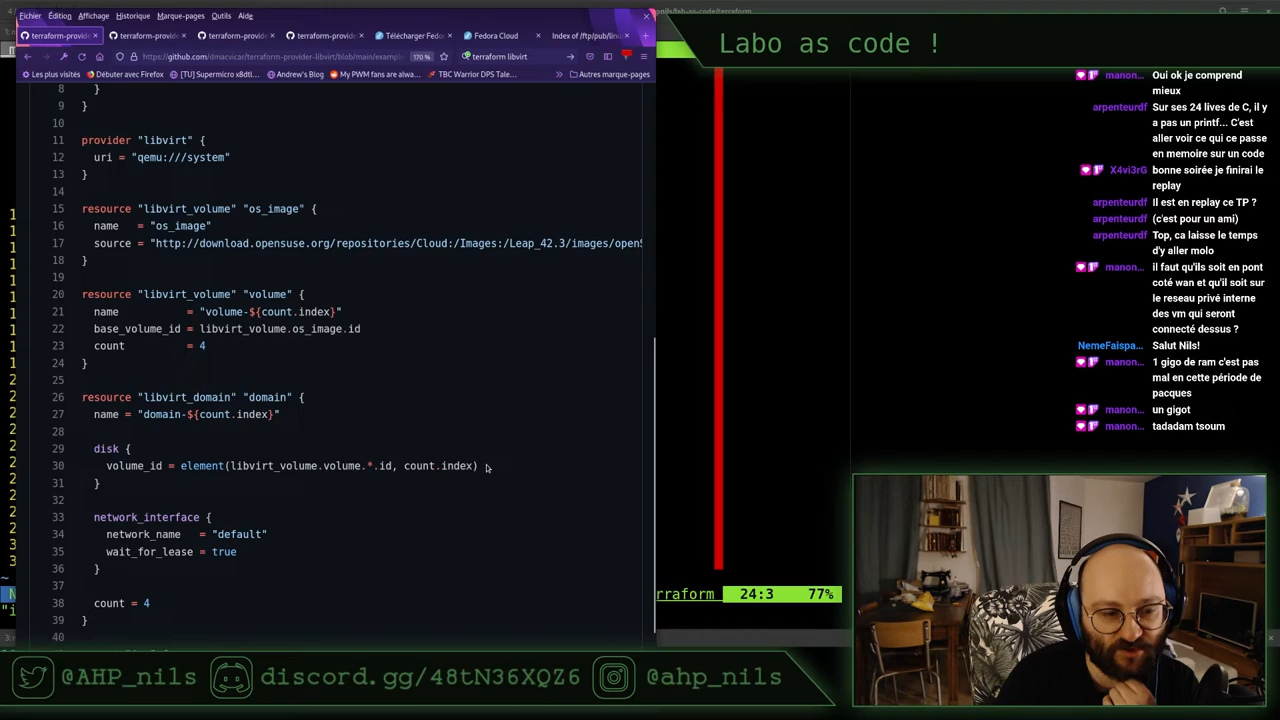 Fichier Édition Affichage Historique Marque-pages Outils Aide
nils/lab-as-code/terraform
terraform-provide
terraform-provide
terraform-provide
terraform-provide
Télécharger Fedo
Fedora Cloud
Index of /ftp/pub/linu
https://github.com/dmacvicar/terraform-provider-libvirt/blob/main/example
170 %
terraform libvirt
Les plus visités
Débuter avec Firefox
[TU] Supermicro x8dtl...
Andrew's Blog
My PWM fans are alwa...
TBC Warrior DPS Tale...
Autres marque-pages
8 }
9 }
10
11 provider "libvirt" {
12 uri = "qemu:///system"
13 }
14
15 resource "libvirt_volume" "os_image" {
16 name = "os_image"
17 source = "http://download.opensuse.org/repositories/Cloud:/Images:/Leap_42.3/images/openS
18 }
19
20 resource "libvirt_volume" "volume" {
21 name = "volume-${count.index}"
22 base_volume_id = libvirt_volume.os_image.id
23 count = 4
24 }
25
26 resource "libvirt_domain" "domain" {
27 name = "domain-${count.index}"
28
29 disk {
30 volume_id = element(libvirt_volume.volume.*.id, count.index)
31 }
32
33 network_interface {
34 network_name = "default"
35 wait_for_lease = true
36 }
37
38 count = 4
39 }
40
rraform 24:3 77%
Labo as code !
manon... Oui ok je comprend
mieux
arpenteurdf Sur ses 24 lives de C, il y
a pas un printf... C'est
aller voir ce qui ce passe
en memoire sur un code
X4vi3rG bonne soirée je finirai le
replay
arpenteurdf Il est en replay ce TP ?
arpenteurdf (c'est pour un ami)
arpenteurdf Top, ca laisse le temps
d'y aller molo
manon... il faut qu'ils soit en pont
coté wan et qu'il soit sur
le reseau privé interne
des vm qui seront
connecté dessus ?
NemeFaispa... Salut Nils!
manon... 1 gigo de ram c'est pas
mal en cette période de
pacques
manon... un gigot
manon... tadadam tsoum
@AHP_nils
discord.gg/48tN36XQZ6
@ahp_nils